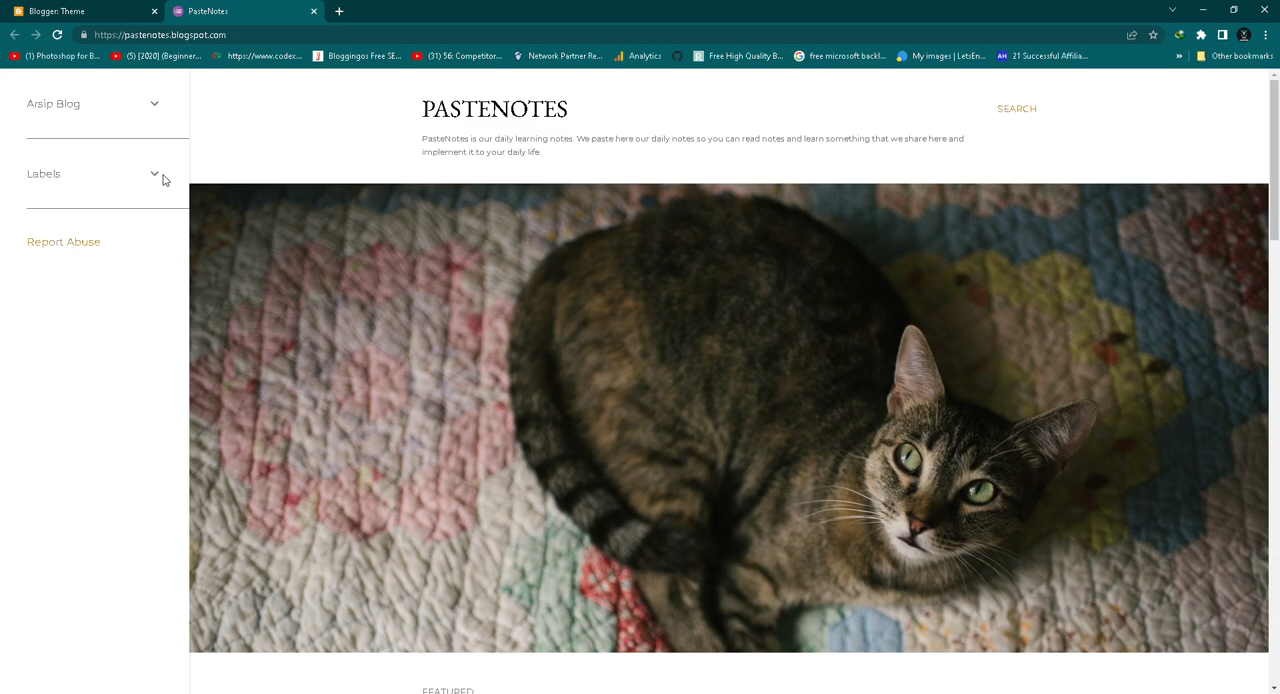 Blogger: Theme
PasteNotes
https://pastenotes.blogspot.com
(1) Photoshop for B...
(5) [2020] (Beginner...
https://www.codex...
Bloggingos Free SE...
(31) 56: Competitor...
Network Partner Re...
Analytics
Free High Quality B...
free microsoft backl...
My images | LetsEn...
AH
21 Successful Affilia...
»
Other bookmarks
Arsip Blog
Labels
Report Abuse
PASTENOTES
SEARCH
PasteNotes is our daily learning notes. We paste here our daily notes so you can read notes and learn something that we share here and
implement it to your daily life.
FEATURED